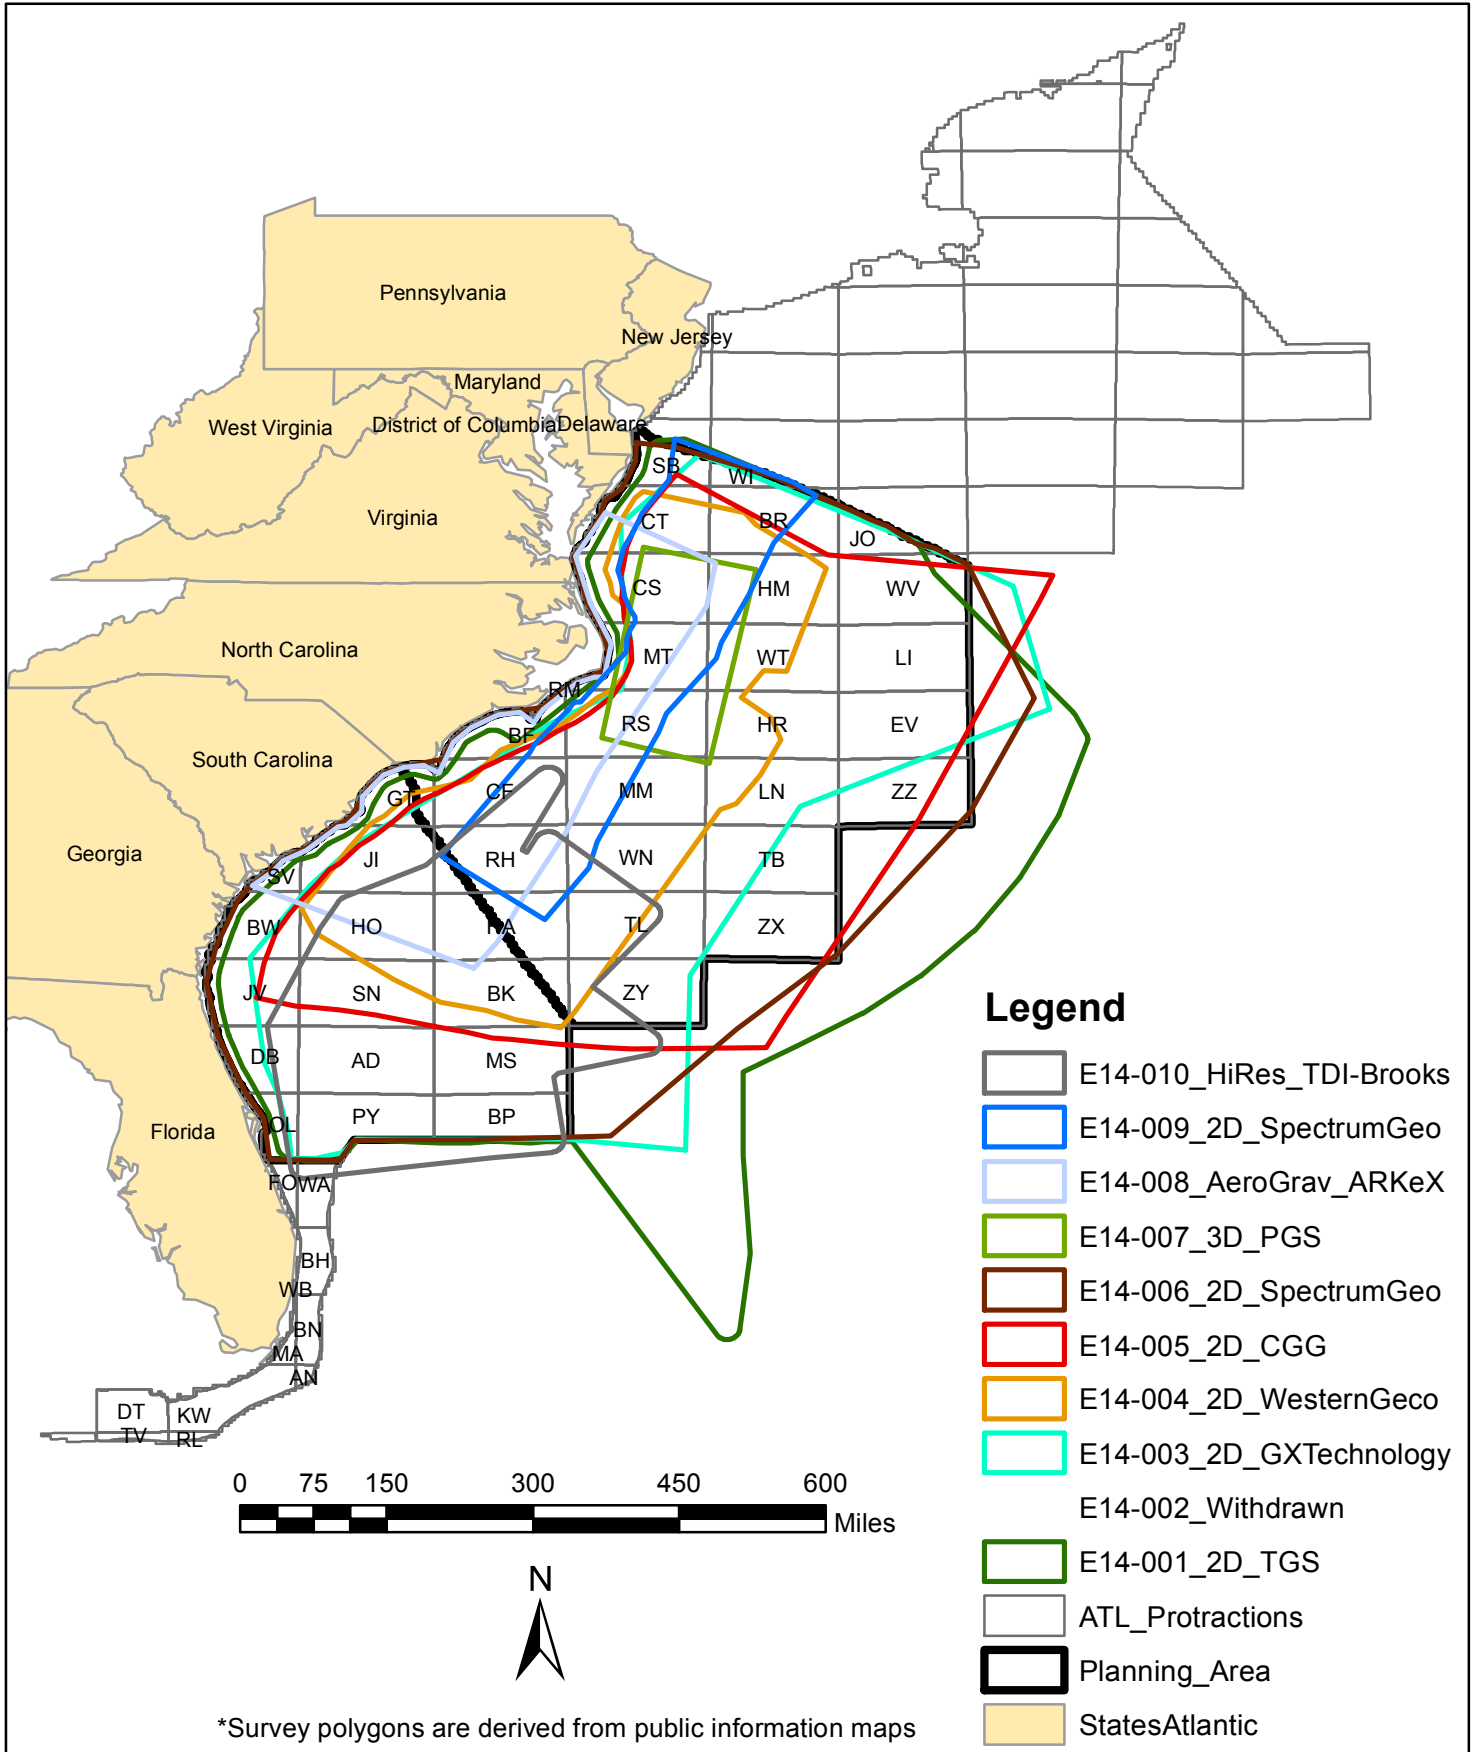 Pennsylvania
New Jersey
Maryland
West Virginia
District of Columbia
Delaware
SB
WI
Virginia
CT
BR
JO
CS
HM
WV
North Carolina
MT
WT
LI
RM
RS
HR
EV
BF
South Carolina
GT
CF
MM
LN
ZZ
Georgia
JI
RH
WN
TB
SV
BW
HO
HA
TL
ZX
JV
SN
BK
ZY
DB
AD
MS
Florida
OL
PY
BP
FO
WA
BH
WB
BN
MA
AN
DT
KW
TV
RL
Legend
E14-010_HiRes_TDI-Brooks
E14-009_2D_SpectrumGeo
E14-008_AeroGrav_ARKeX
E14-007_3D_PGS
E14-006_2D_SpectrumGeo
E14-005_2D_CGG
E14-004_2D_WesternGeco
E14-003_2D_GXTechnology
E14-002_Withdrawn
E14-001_2D_TGS
ATL_Protractions
Planning_Area
StatesAtlantic
0 75 150 300 450 600
Miles
N
*Survey polygons are derived from public information maps